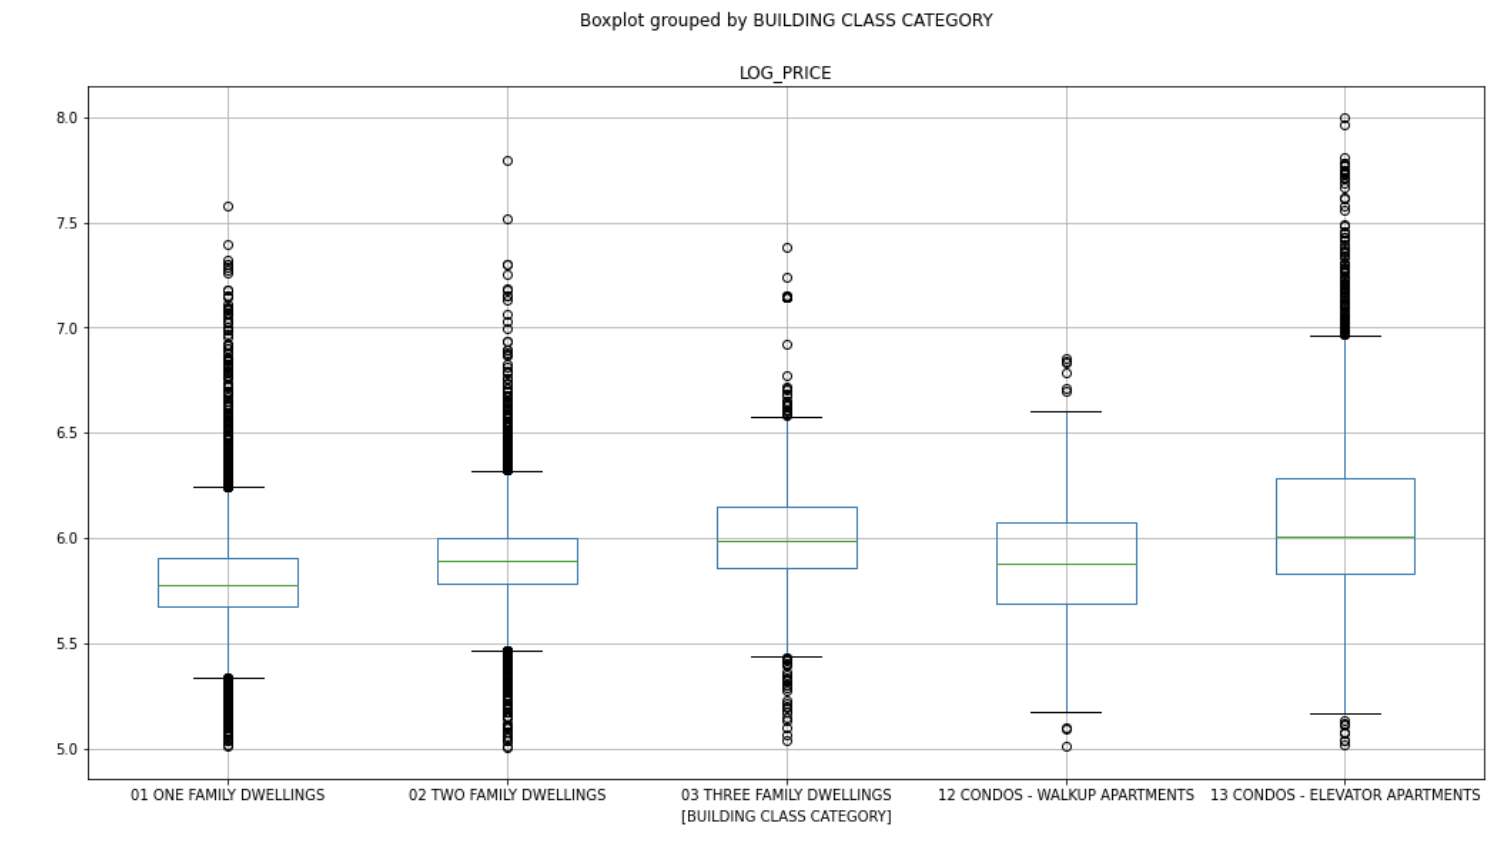 Boxplot grouped by BUILDING CLASS CATEGORY
LOG_PRICE
8.0
7.5
7.0
6.5
6.0
5.5
5.0
01 ONE FAMILY DWELLINGS 02 TWO FAMILY DWELLINGS 03 THREE FAMILY DWELLINGS 12 CONDOS - WALKUP APARTMENTS 13 CONDOS - ELEVATOR APARTMENTS
[BUILDING CLASS CATEGORY]